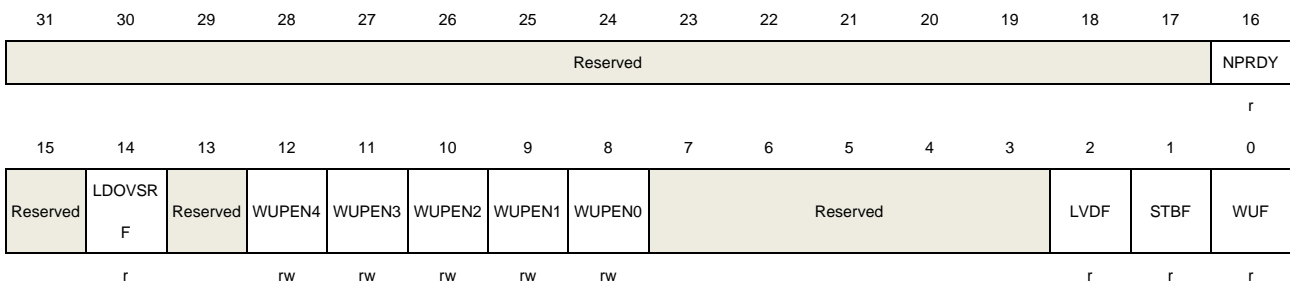 31 30 29 28 27 26 25 24 23 22 21 20 19 18 17 16
Reserved NPRDY
r
15 14 13 12 11 10 9 8 7 6 5 4 3 2 1 0
Reserved LDOVSR
F Reserved WUPEN4 WUPEN3 WUPEN2 WUPEN1 WUPEN0 Reserved LVDF STBF WUF
r rw rw rw rw rw r r r